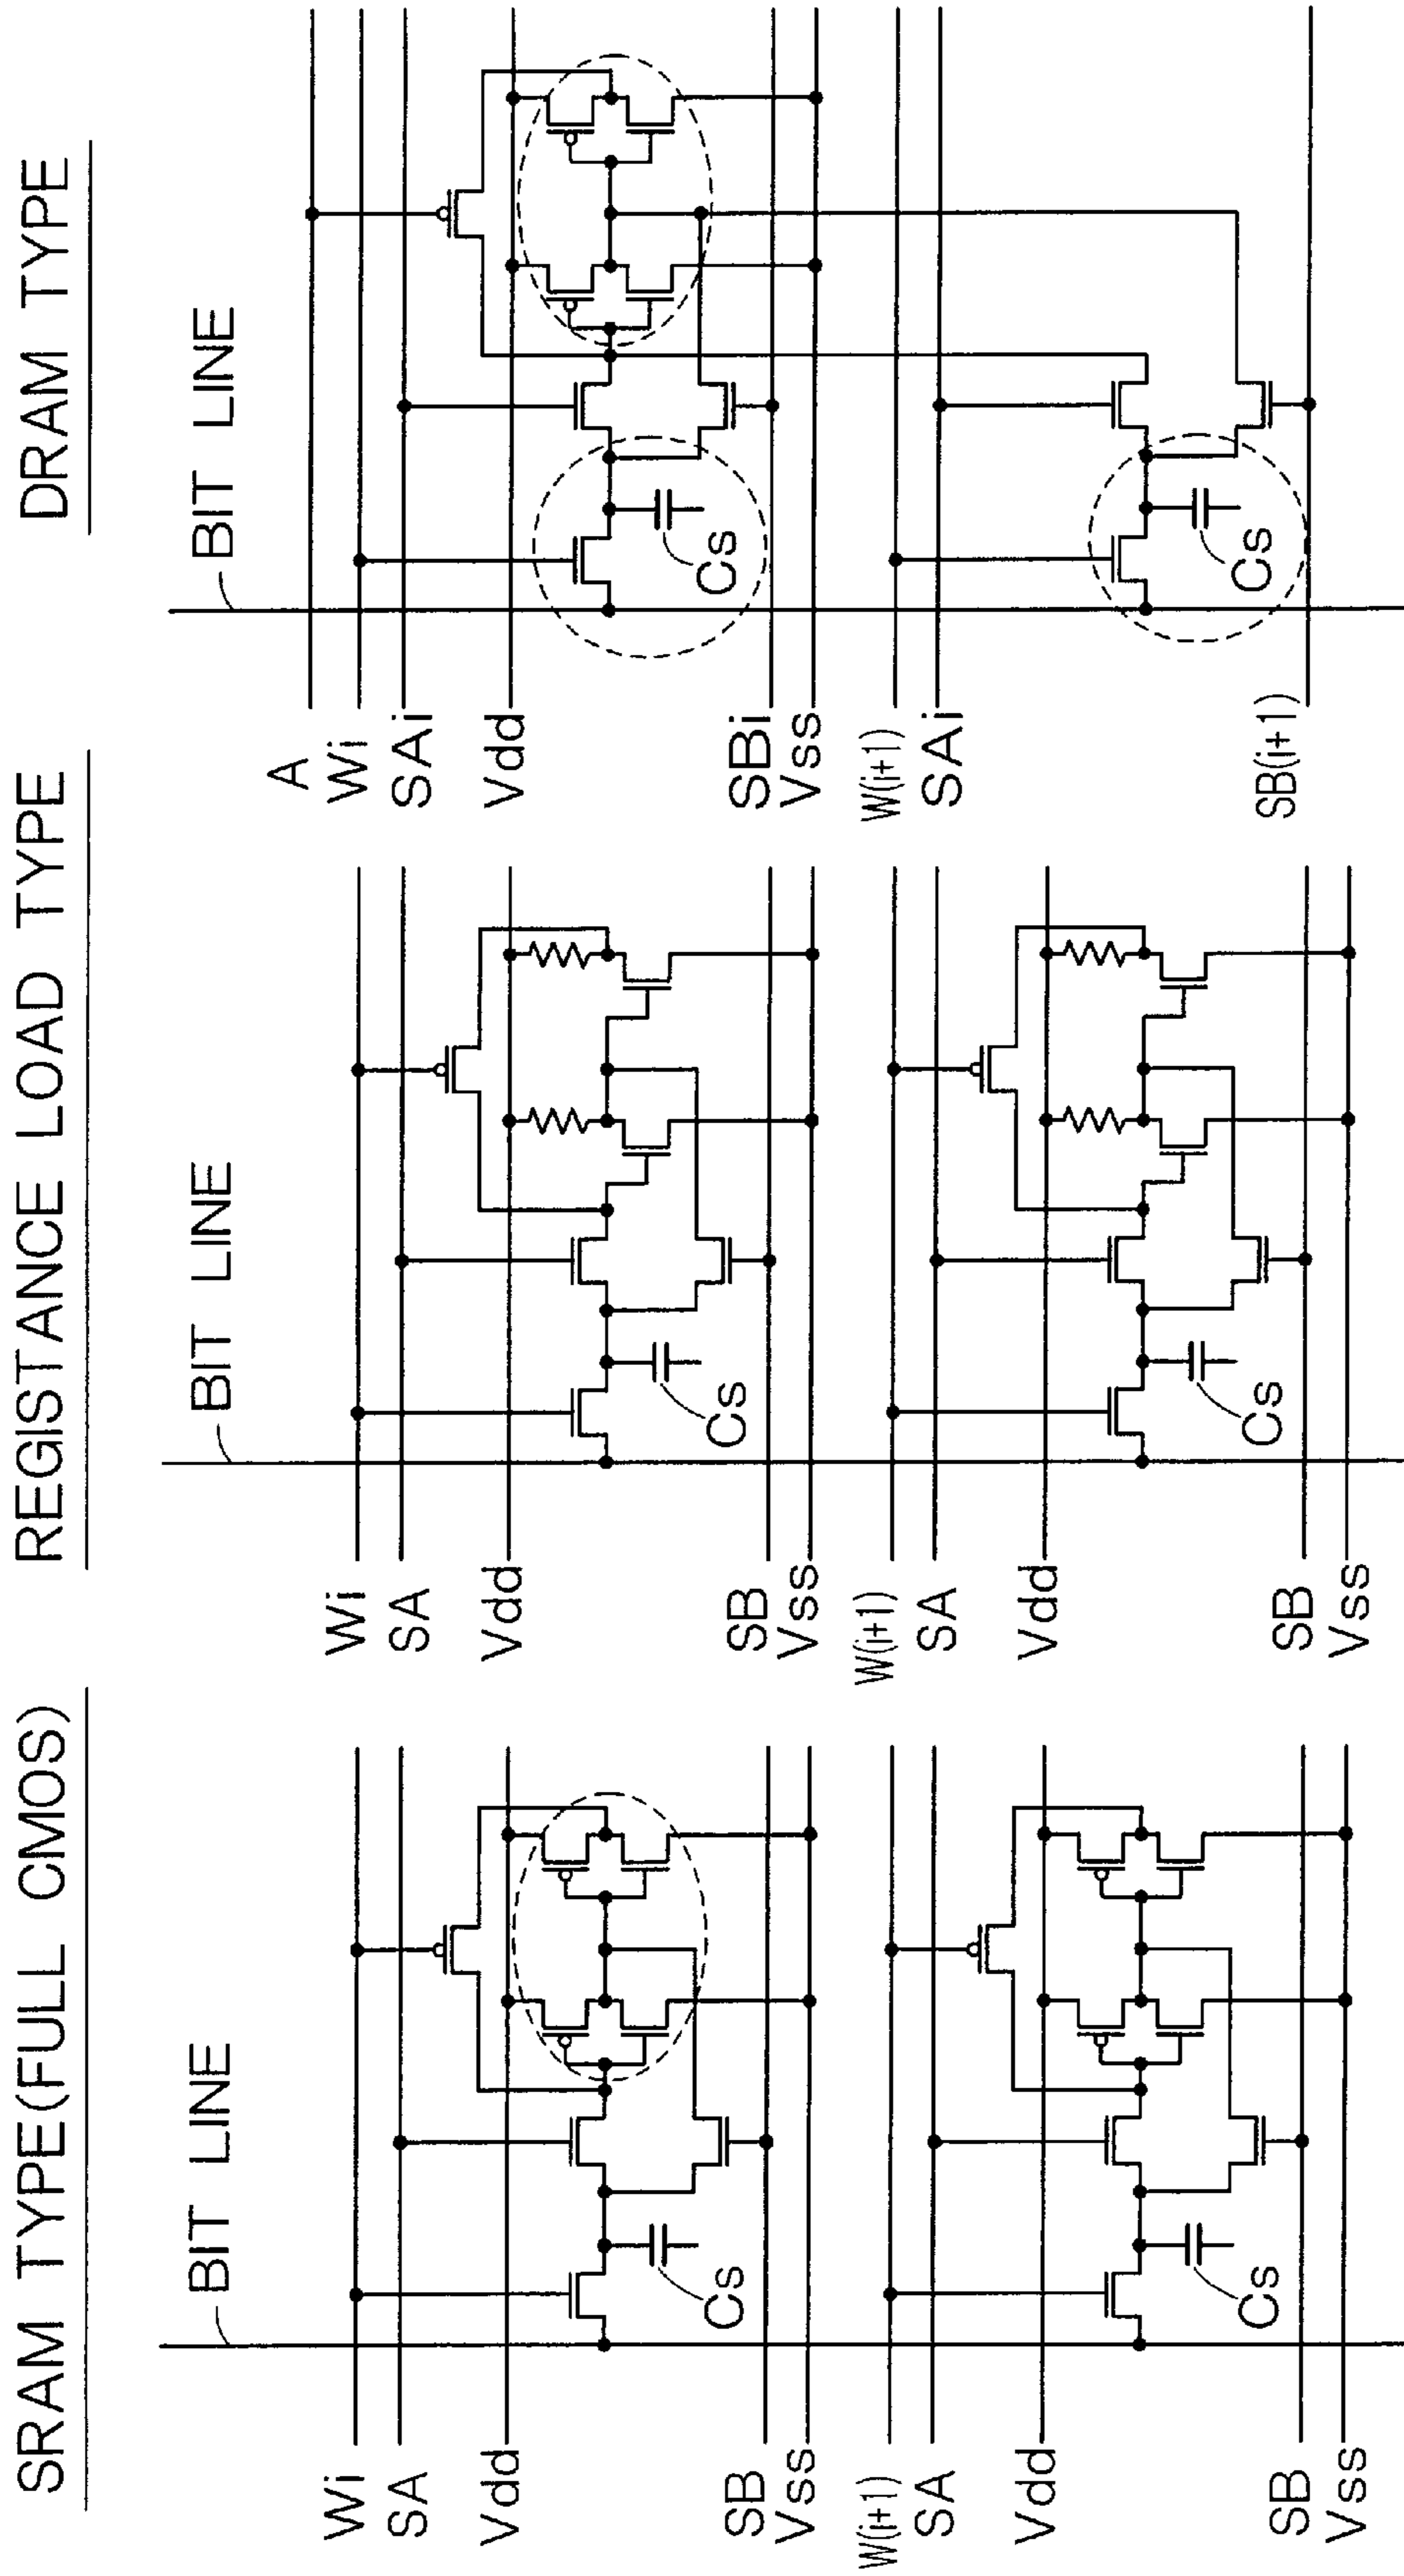 SRAM TYPE(FULL CMOS)
BIT LINE
Wi
SA
Vdd
Cs
SB
Vss
W(i+1)
SA
Vdd
Cs
SB
Vss
REGISTANCE LOAD TYPE
BIT LINE
Wi
SA
Vdd
Cs
SB
Vss
W(i+1)
SA
Vdd
Cs
SB
Vss
DRAM TYPE
BIT LINE
A
Wi
SAi
Vdd
Cs
SBi
Vss
W(i+1)
SAi
Cs
SB(i+1)